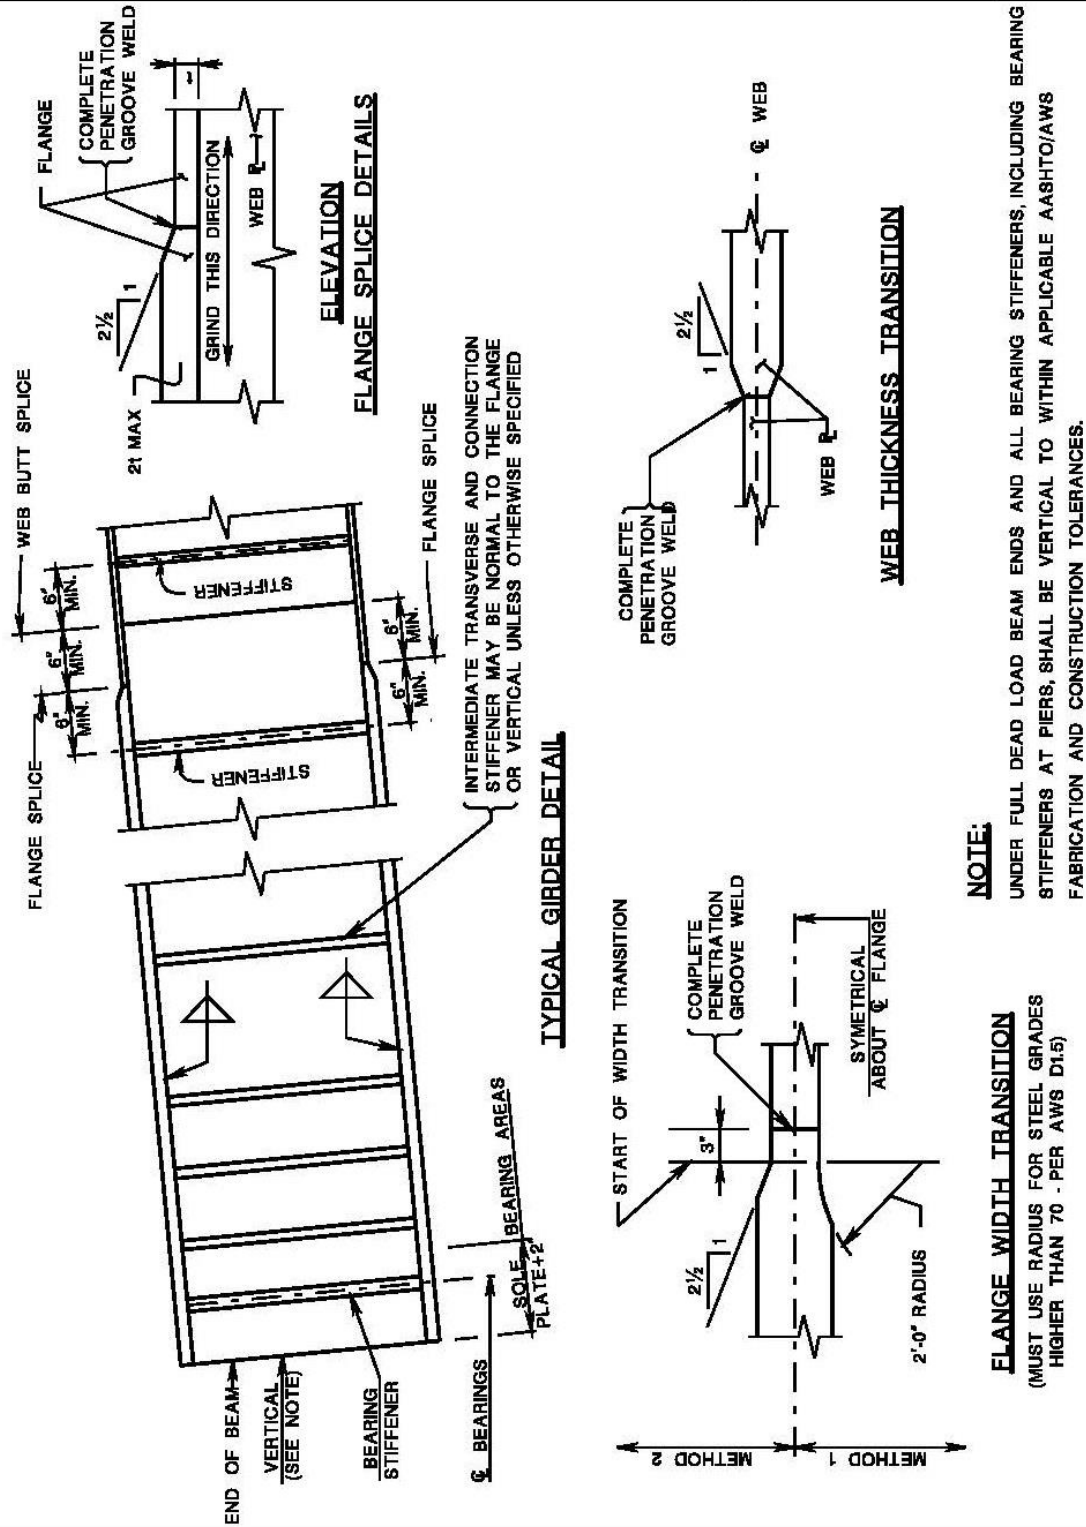 FLANGE SPLICE
WEB BUTT SPLICE
6"
MIN.
6"
MIN.
6"
MIN.
STIFFENER
STIFFENER
6"
MIN.
6"
MIN.
FLANGE SPLICE
END OF BEAM
VERTICAL
(SEE NOTE)
BEARING
STIFFENER
℄ BEARINGS
SOLE
PLATE+2"
BEARING AREAS
INTERMEDIATE TRANSVERSE AND CONNECTION
STIFFENER MAY BE NORMAL TO THE FLANGE
OR VERTICAL UNLESS OTHERWISE SPECIFIED
TYPICAL GIRDER DETAIL
FLANGE
COMPLETE
PENETRATION
GROOVE WELD
2½
1
2t MAX
t
GRIND THIS DIRECTION
WEB ⅊
ELEVATION
FLANGE SPLICE DETAILS
METHOD 2
METHOD 1
START OF WIDTH TRANSITION
2½
1
3"
COMPLETE
PENETRATION
GROOVE WELD
SYMETRICAL
ABOUT ℄ FLANGE
2'-0" RADIUS
FLANGE WIDTH TRANSITION
(MUST USE RADIUS FOR STEEL GRADES
HIGHER THAN 70 - PER AWS D1.5)
COMPLETE
PENETRATION
GROOVE WELD
2½
1
℄ WEB
WEB ⅊
WEB THICKNESS TRANSITION
NOTE:
UNDER FULL DEAD LOAD BEAM ENDS AND ALL BEARING STIFFENERS, INCLUDING BEARING
STIFFENERS AT PIERS, SHALL BE VERTICAL TO WITHIN APPLICABLE AASHTO/AWS
FABRICATION AND CONSTRUCTION TOLERANCES.